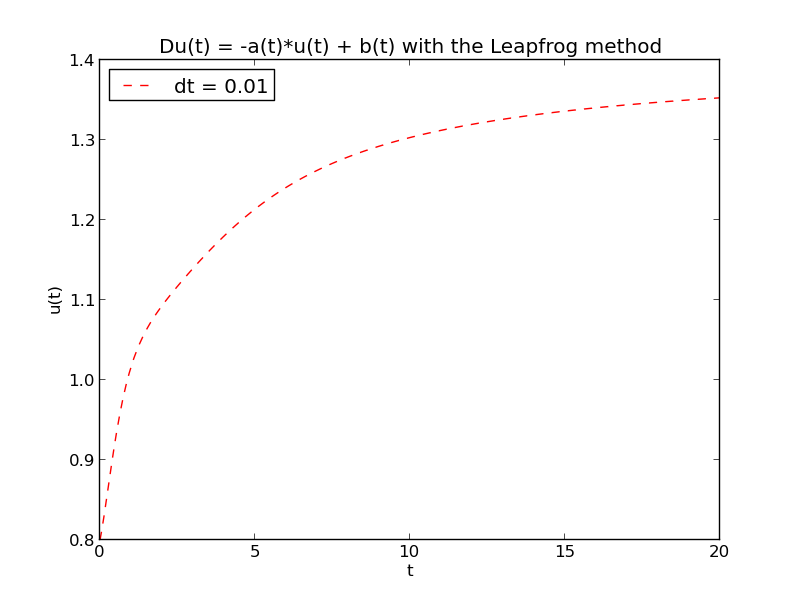 Du(t) = -a(t)*u(t) + b(t) with the Leapfrog method
dt = 0.01
1.4
1.3
1.2
1.1
1.0
0.9
0.8
u(t)
0 5 10 15 20
t